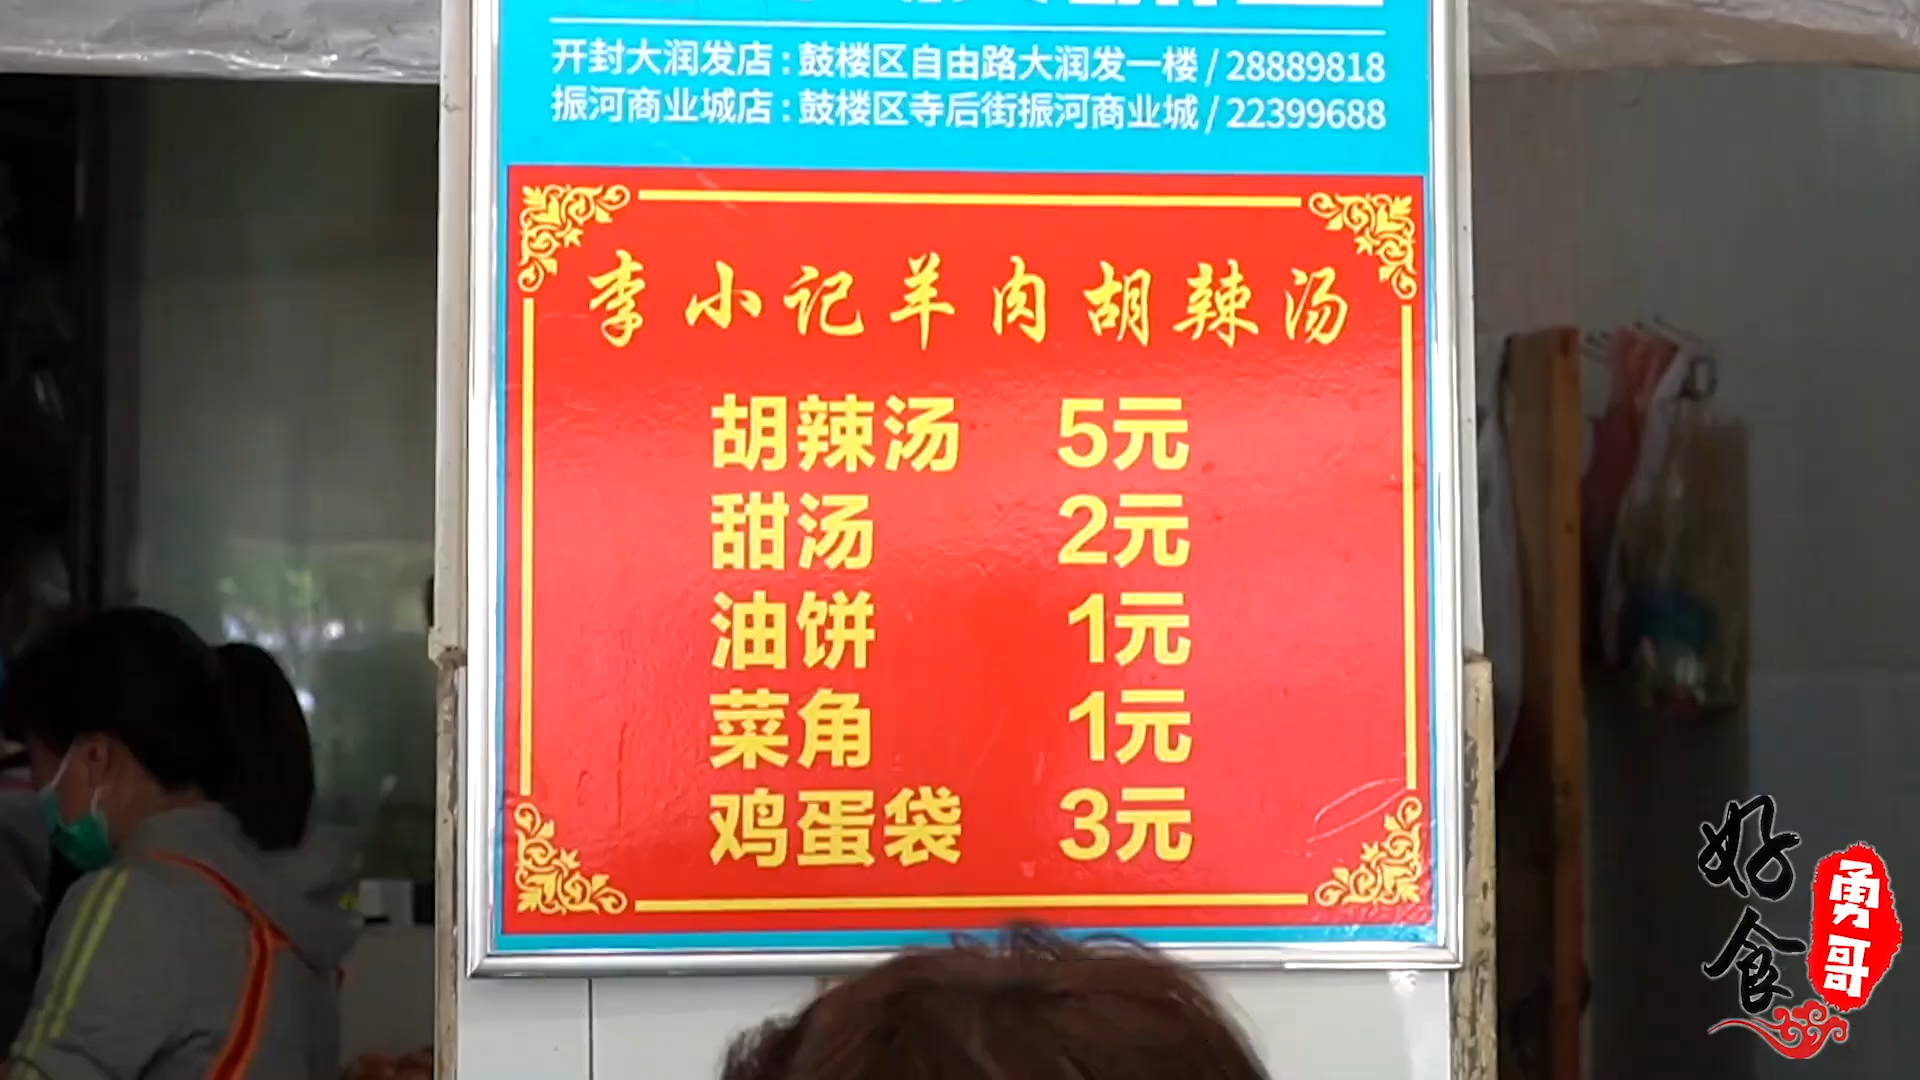 开封大润发店：鼓楼区自由路大润发一楼 / 28889818
振河商业城店：鼓楼区寺后街振河商业城 / 22399688
李小记羊肉胡辣汤
胡辣汤 5元
甜汤 2元
油饼 1元
菜角 1元
鸡蛋袋 3元
好食
勇哥